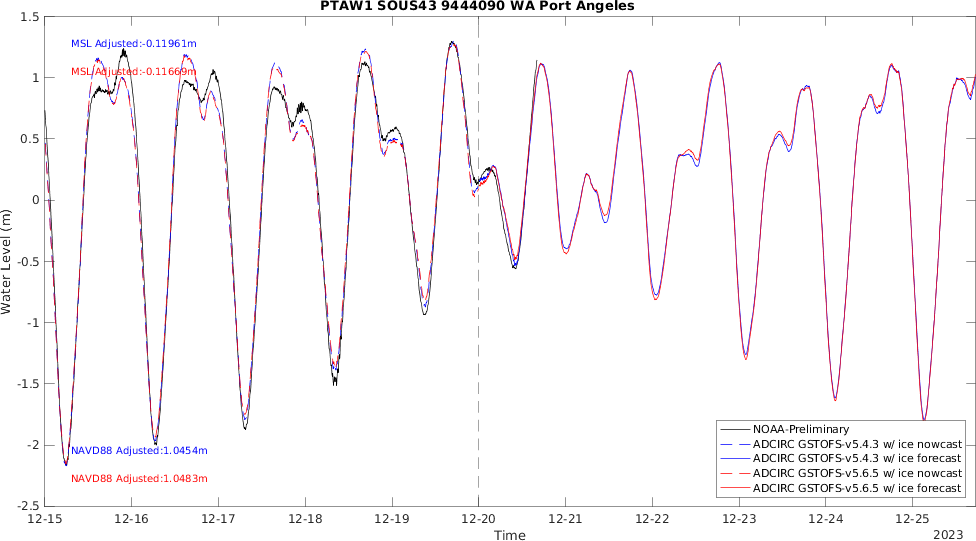 PTAW1 SOUS43 9444090 WA Port Angeles
1.5
1
0.5
0
-0.5
-1
-1.5
-2
-2.5
Water Level (m)
MSL Adjusted:-0.11961m
MSL Adjusted:-0.11669m
NAVD88 Adjusted:1.0454m
NAVD88 Adjusted:1.0483m
NOAA-Preliminary
ADCIRC GSTOFS-v5.4.3 w/ ice nowcast
ADCIRC GSTOFS-v5.4.3 w/ ice forecast
ADCIRC GSTOFS-v5.6.5 w/ ice nowcast
ADCIRC GSTOFS-v5.6.5 w/ ice forecast
12-15 12-16 12-17 12-18 12-19 12-20 12-21 12-22 12-23 12-24 12-25
Time
2023